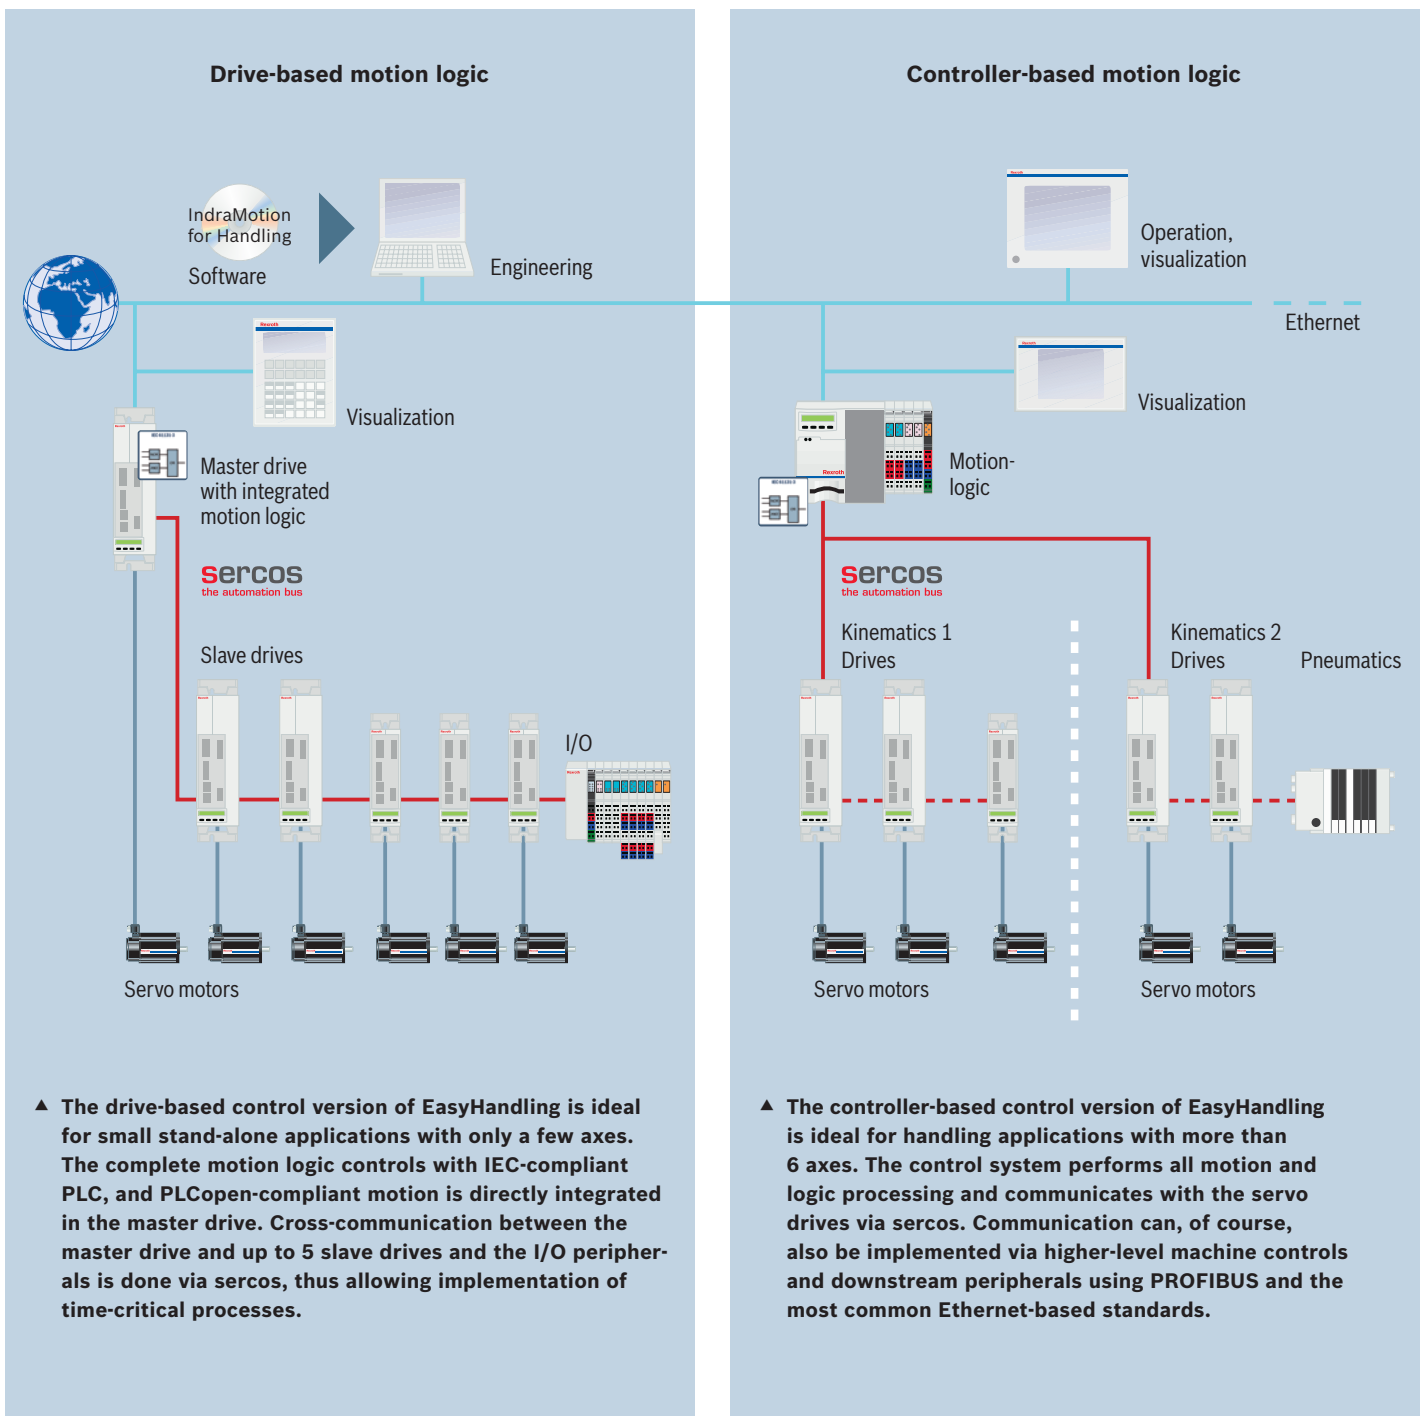 Drive-based motion logic
IndraMotion
for Handling
Software
Engineering
Rexroth
Visualization
Master drive
with integrated
motion logic
sercos
the automation bus
Slave drives
I/O
Servo motors
▲ The drive-based control version of EasyHandling is ideal
for small stand-alone applications with only a few axes.
The complete motion logic controls with IEC-compliant
PLC, and PLCopen-compliant motion is directly integrated
in the master drive. Cross-communication between the
master drive and up to 5 slave drives and the I/O peripher-
als is done via sercos, thus allowing implementation of
time-critical processes.
Controller-based motion logic
Operation,
visualization
Ethernet
Visualization
Rexroth
Motion-
logic
sercos
the automation bus
Kinematics 1
Drives
Kinematics 2
Drives
Pneumatics
Servo motors
Servo motors
▲ The controller-based control version of EasyHandling
is ideal for handling applications with more than
6 axes. The control system performs all motion and
logic processing and communicates with the servo
drives via sercos. Communication can, of course,
also be implemented via higher-level machine controls
and downstream peripherals using PROFIBUS and the
most common Ethernet-based standards.